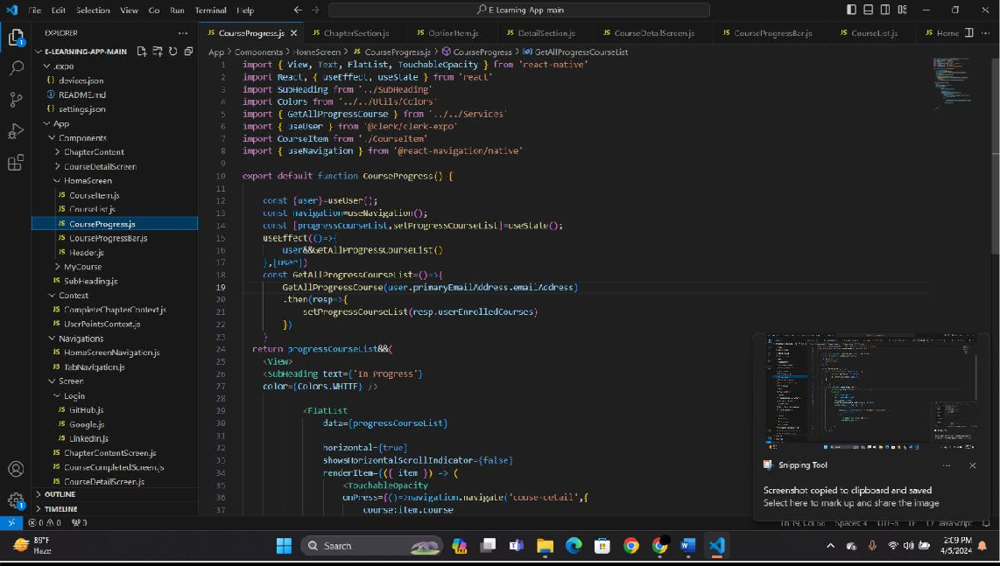 File Edit Selection View Go Run Terminal Help
E Learning App main
EXPLORER
CourseProgress.js
ChapterSection.js
OptionItem.js
DetailSection.js
CourseDetailScreen.js
CourseProgressBar.js
CourseList.js
Home
App > Components > HomeScreen > JS CourseProgress.js > CourseProgress > GetAllProgressCourseList
E-LEARNING-APP-MAIN
.expo
devices.json
README.md
settings.json
App
Components
ChapterContent
CourseDetailScreen
HomeScreen
CourseItem.js
CourseList.js
CourseProgress.js
CourseProgressBar.js
Header.js
MyCourse
SubHeading.js
Context
CompleteChapterContext.js
UserPointsContext.js
Navigations
HomeScreenNavigation.js
TabNavigation.js
Screen
Login
GitHub.js
Google.js
LinkedIn.js
ChapterContentScreen.js
CourseCompletedScreen.js
CourseDetailScreen.js
OUTLINE
TIMELINE
1 import { View, Text, FlatList, TouchableOpacity } from 'react-native'
2 import React, { useEffect, useState } from 'react'
3 import SubHeading from '../SubHeading'
4 import Colors from '../../Utils/Colors'
5 import { GetAllProgressCourse } from '../../Services'
6 import { useUser } from '@clerk/clerk-expo'
7 import CourseItem from './CourseItem'
8 import { useNavigation } from '@react-navigation/native'
9
10 export default function CourseProgress() {
11
12 const {user}=useUser();
13 const navigation=useNavigation();
14 const [progressCourseList,setProgressCourseList]=useState();
15 useEffect(()=>{
16 user&&GetAllProgressCourseList()
17 },[user])
18 const GetAllProgressCourseList=()=>{
19 GetAllProgressCourse(user.primaryEmailAddress.emailAddress)
20 .then(resp=>{
21 setProgressCourseList(resp.userEnrolledCourses)
22 })
23 }
24 return progressCourseList&&(
25 <View>
26 <SubHeading text={'In Progress'}
27 color={Colors.WHITE} />
28
29 <FlatList
30 data={progressCourseList}
31
32 horizontal={true}
33 showsHorizontalScrollIndicator={false}
34 renderItem={({ item }) => (
35 <TouchableOpacity
36 onPress={()=>navigation.navigate('couse-detail',{
37 course:item.course
Snipping Tool
Screenshot copied to clipboard and saved
Select here to mark up and share the image
0 0 0
89°F
Haze
Search
2:09 PM
4/5/2024